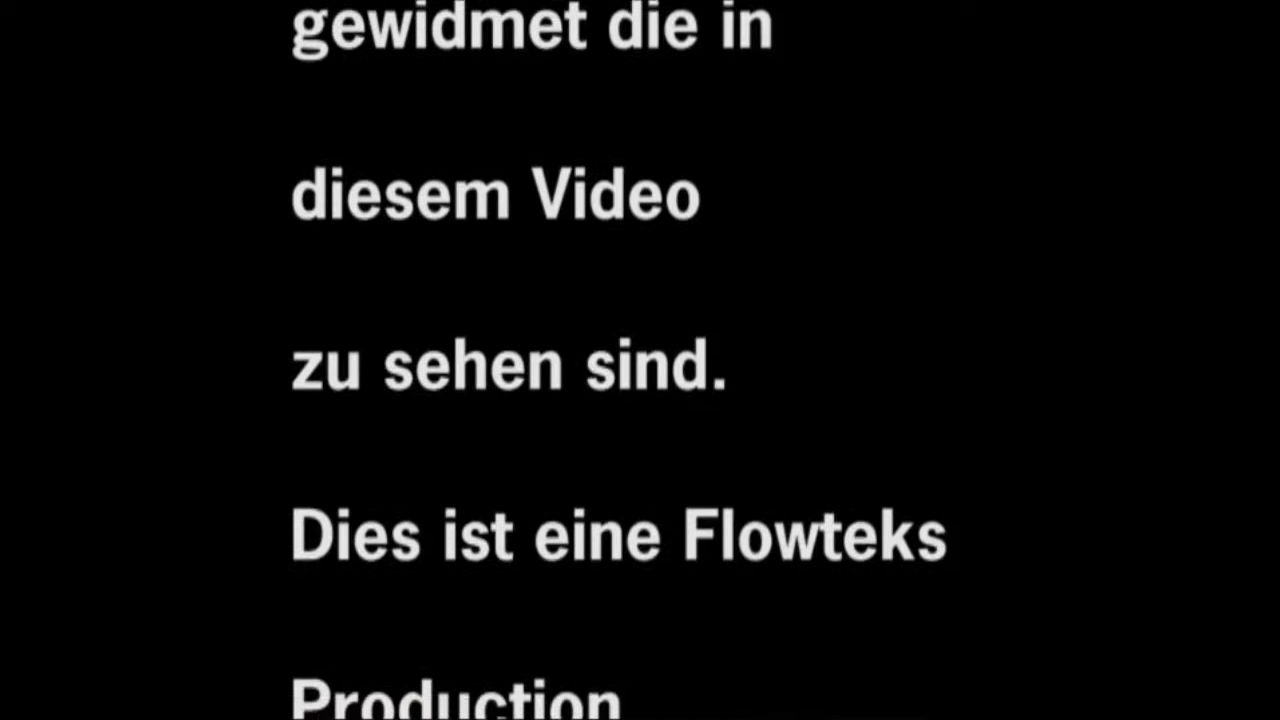 gewidmet die in
diesem Video
zu sehen sind.
Dies ist eine Flowteks
Production